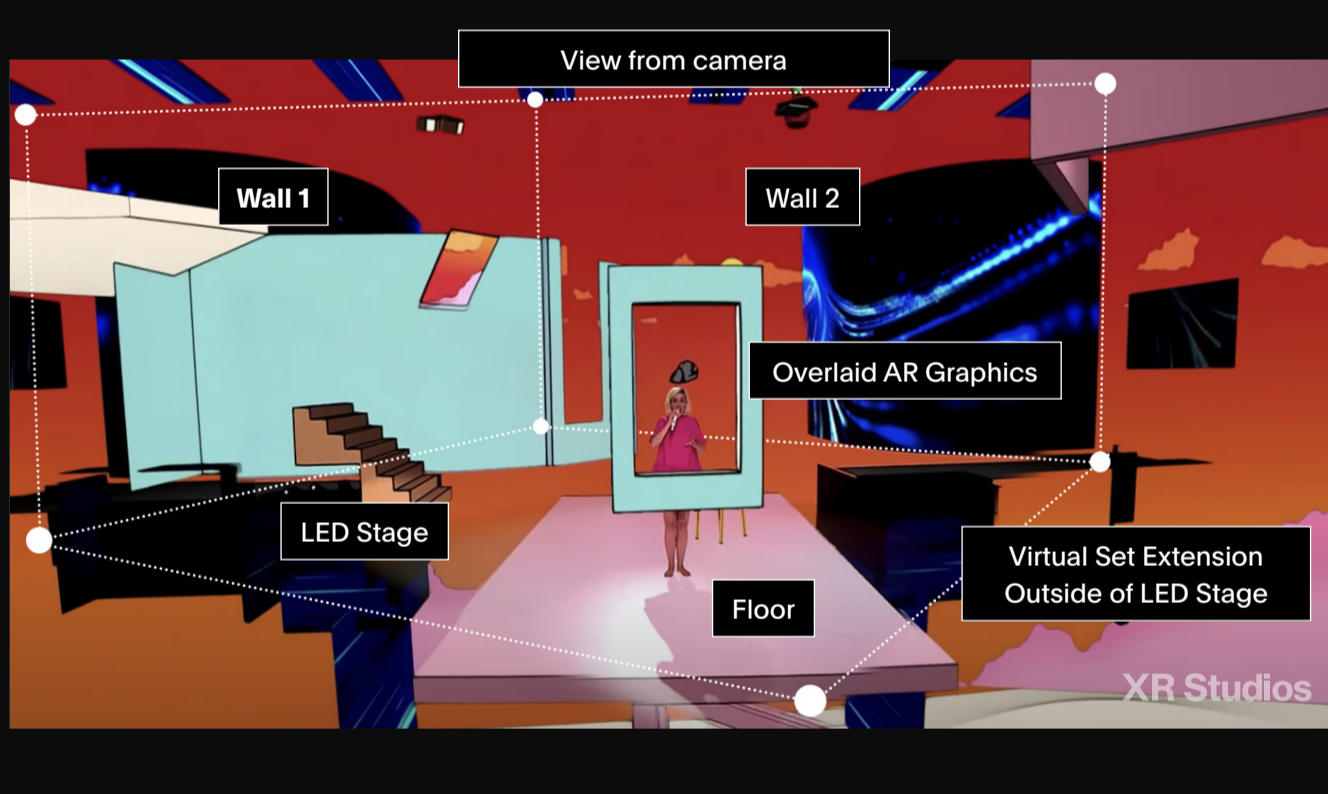 View from camera
Wall 1
Wall 2
Overlaid AR Graphics
LED Stage
Virtual Set Extension
Outside of LED Stage
Floor
XR Studios